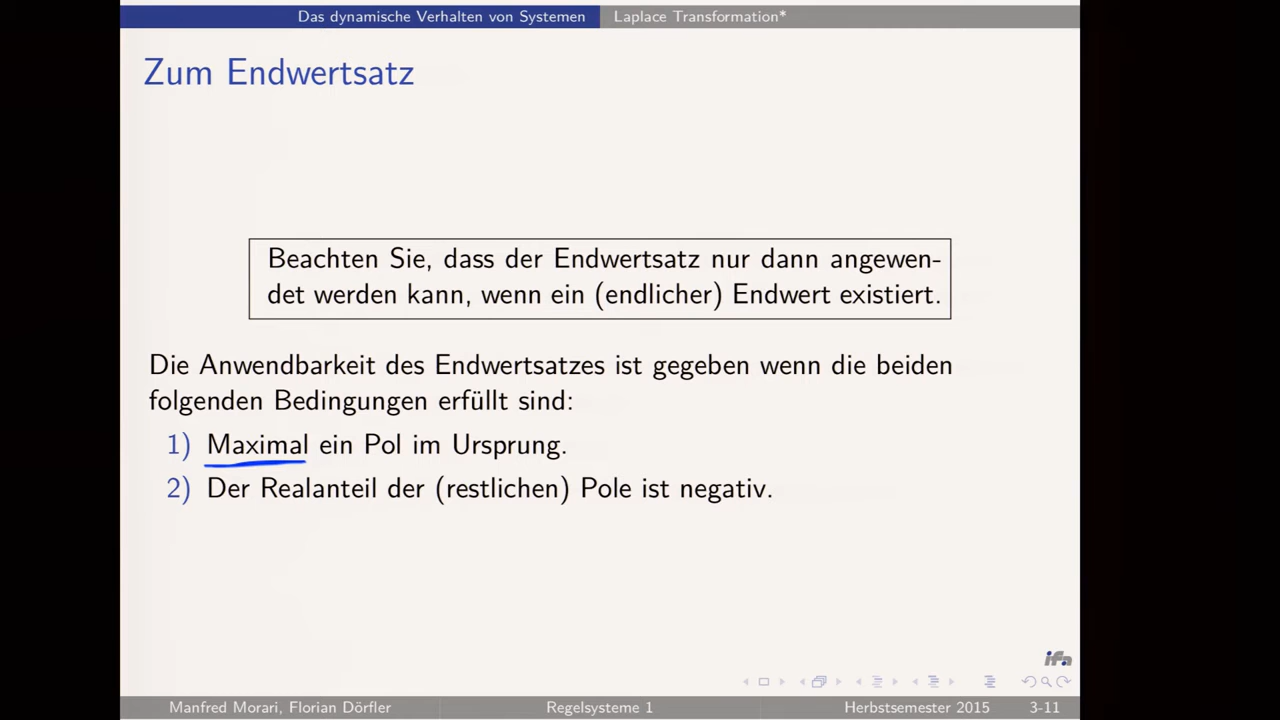 Das dynamische Verhalten von Systemen Laplace Transformation*
Zum Endwertsatz
Beachten Sie, dass der Endwertsatz nur dann angewen-
det werden kann, wenn ein (endlicher) Endwert existiert.
Die Anwendbarkeit des Endwertsatzes ist gegeben wenn die beiden
folgenden Bedingungen erfüllt sind:
1) Maximal ein Pol im Ursprung.
2) Der Realanteil der (restlichen) Pole ist negativ.
ifa
Manfred Morari, Florian Dörfler Regelsysteme 1 Herbstsemester 2015 3-11